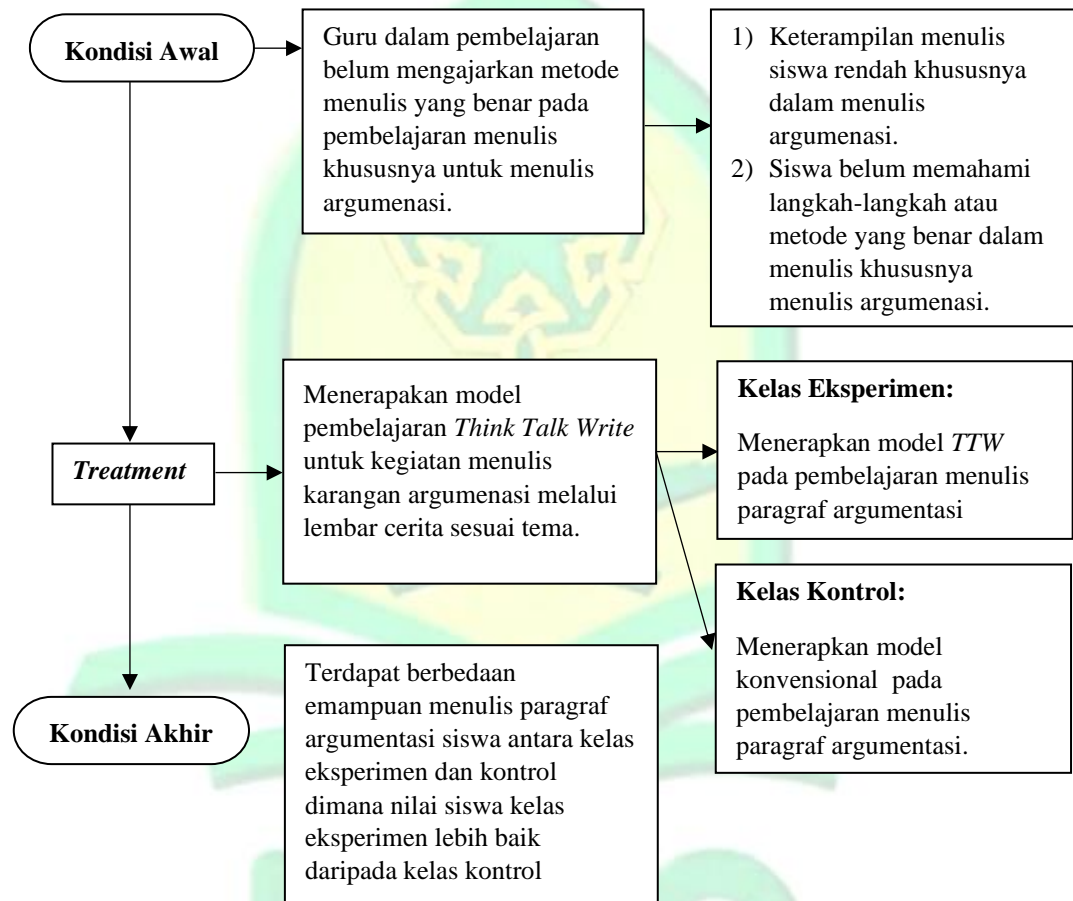 Kondisi Awal
Guru dalam pembelajaran
belum mengajarkan metode
menulis yang benar pada
pembelajaran menulis
khususnya untuk menulis
argumenasi.
1) Keterampilan menulis
siswa rendah khususnya
dalam menulis
argumenasi.
2) Siswa belum memahami
langkah-langkah atau
metode yang benar dalam
menulis khususnya
menulis argumenasi.
Treatment
Menerapakan model
pembelajaran Think Talk Write
untuk kegiatan menulis
karangan argumenasi melalui
lembar cerita sesuai tema.
Kelas Eksperimen:
Menerapkan model TTW
pada pembelajaran menulis
paragraf argumentasi
Kelas Kontrol:
Menerapkan model
konvensional pada
pembelajaran menulis
paragraf argumentasi.
Kondisi Akhir
Terdapat berbedaan
emampuan menulis paragraf
argumentasi siswa antara kelas
eksperimen dan kontrol
dimana nilai siswa kelas
eksperimen lebih baik
daripada kelas kontrol